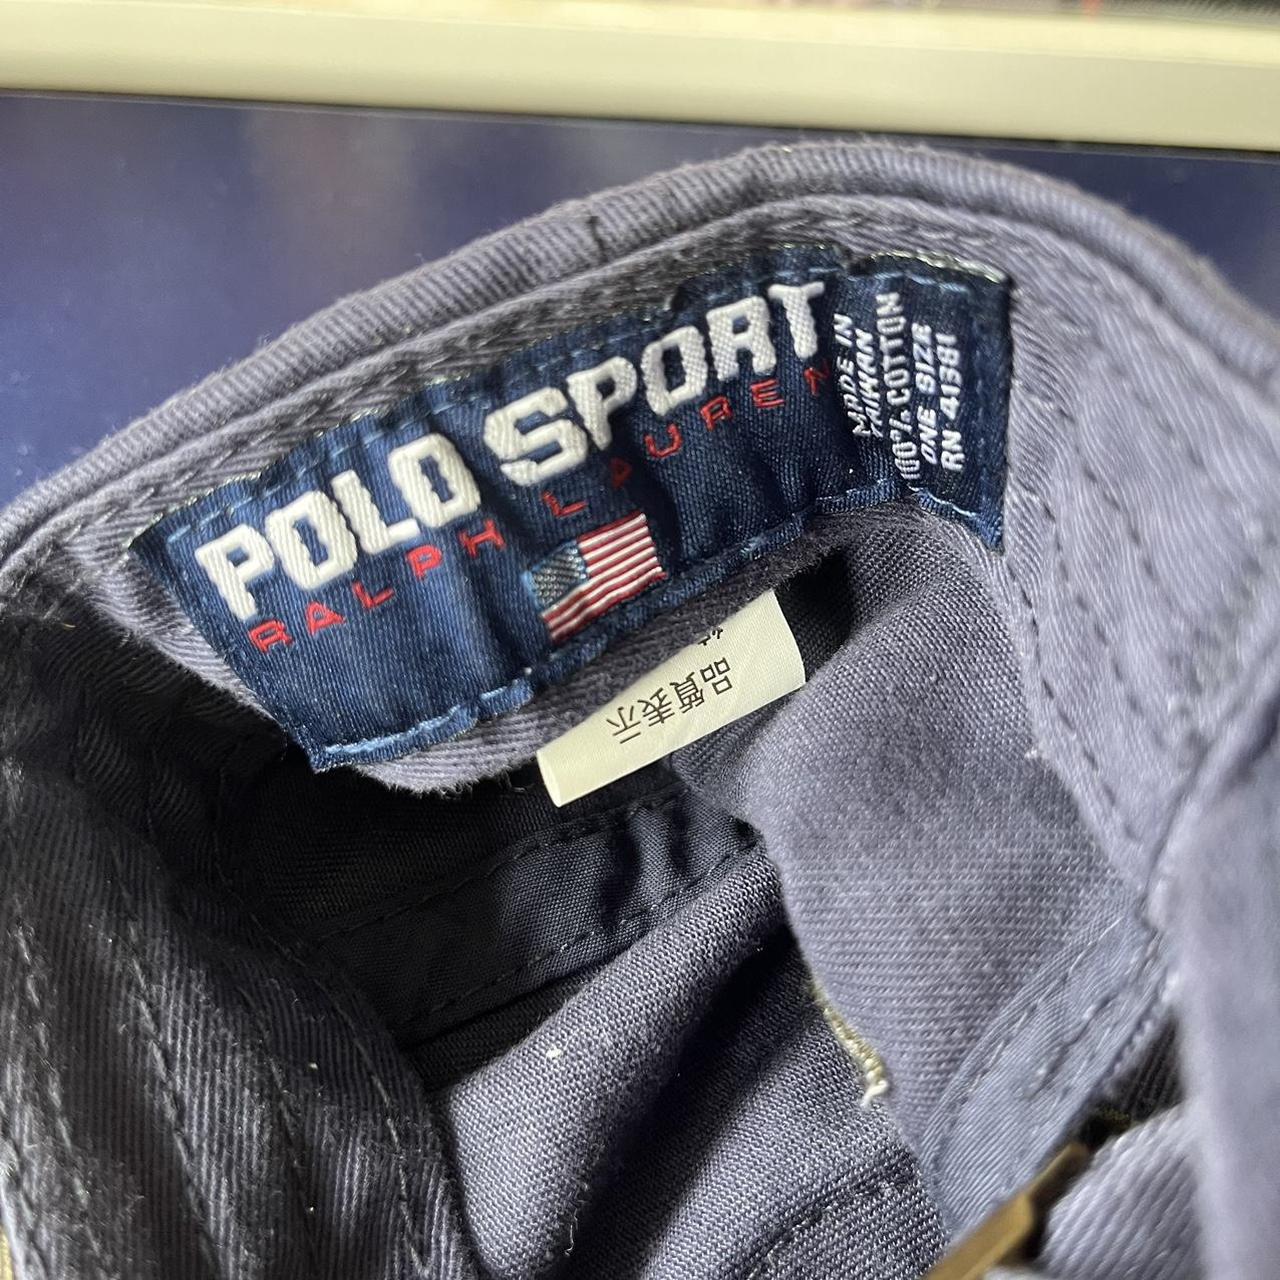 POLO SPORT
RALPH LAUREN
MADE IN
TAIWAN
100% COTTON
ONE SIZE
RN 41381
品質表示